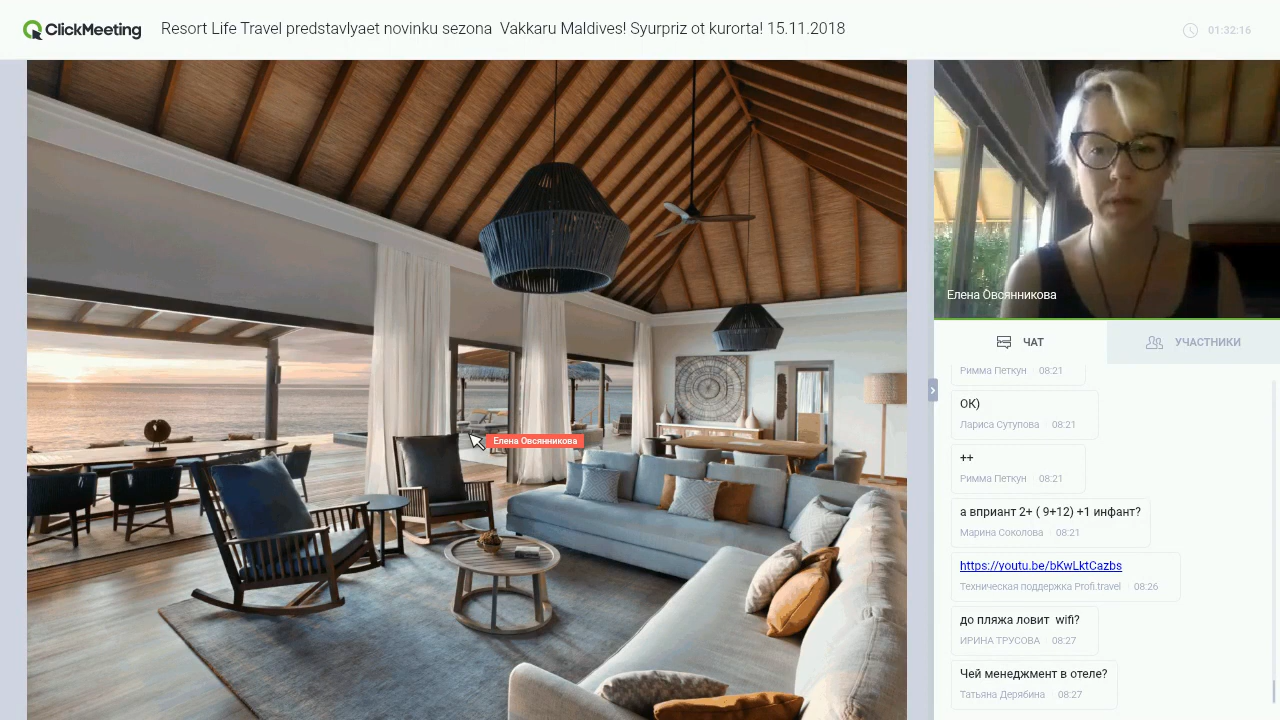 ClickMeeting
Resort Life Travel predstavlyaet novinku sezona Vakkaru Maldives! Syurpriz ot kurorta! 15.11.2018
01:32:16
Елена Овсянникова
Елена Овсянникова
ЧАТ
УЧАСТНИКИ
Римма Петкун 08:21
ОК)
Лариса Сутупова 08:21
++
Римма Петкун 08:21
а вприант 2+ ( 9+12) +1 инфант?
Марина Соколова 08:21
https://youtu.be/bKwLktCazbs
Техническая поддержка Profi.travel 08:26
до пляжа ловит wifi?
ИРИНА ТРУСОВА 08:27
Чей менеджмент в отеле?
Татьяна Дерябина 08:27